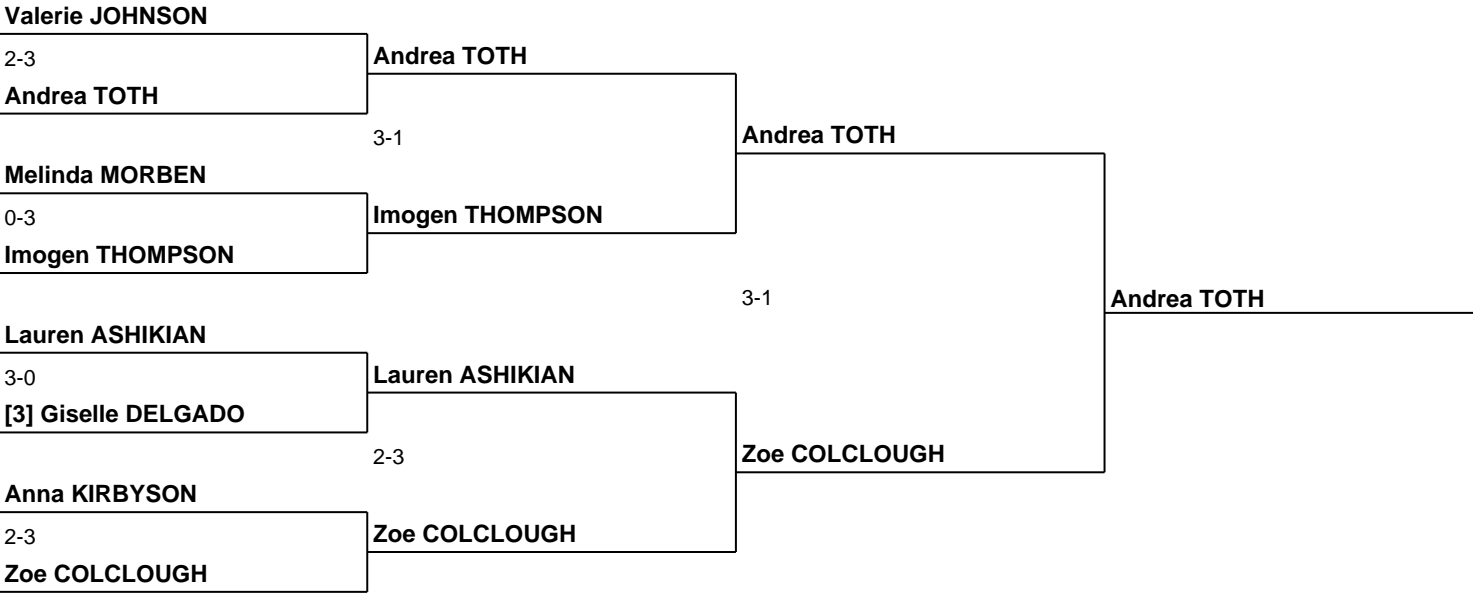 Valerie JOHNSON
2-3
Andrea TOTH
Andrea TOTH
3-1
Andrea TOTH
Melinda MORBEN
0-3
Imogen THOMPSON
Imogen THOMPSON
3-1
Andrea TOTH
Lauren ASHIKIAN
3-0
Lauren ASHIKIAN
[3] Giselle DELGADO
2-3
Zoe COLCLOUGH
Anna KIRBYSON
2-3
Zoe COLCLOUGH
Zoe COLCLOUGH